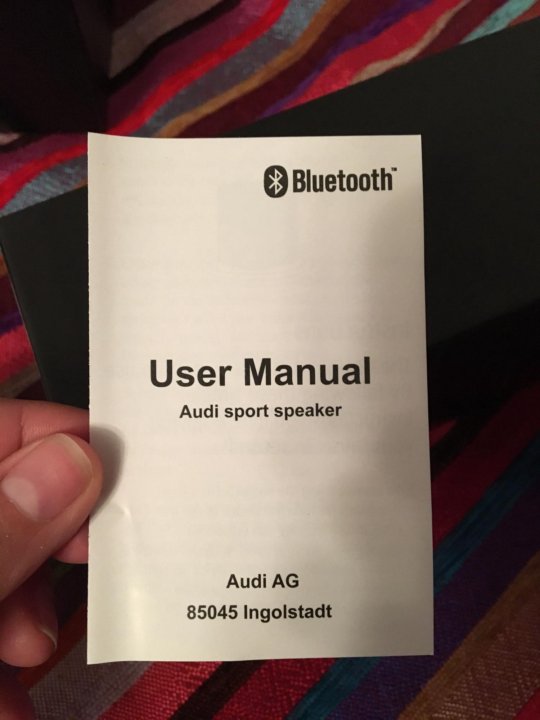 Bluetooth™
User Manual
Audi sport speaker
Audi AG
85045 Ingolstadt